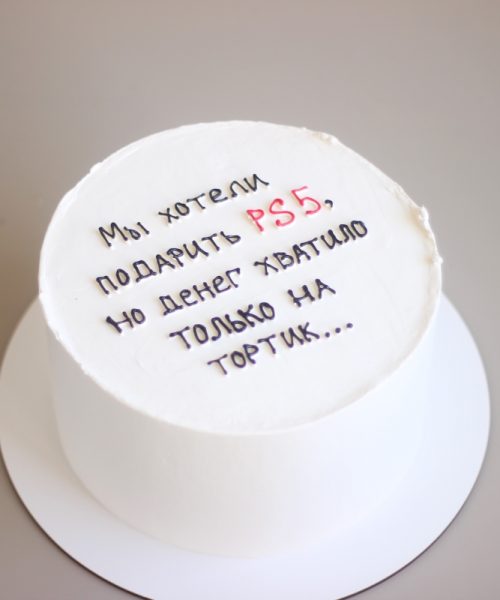 Мы хотели
подарить PS5,
но денег хватило
только на
тортик...